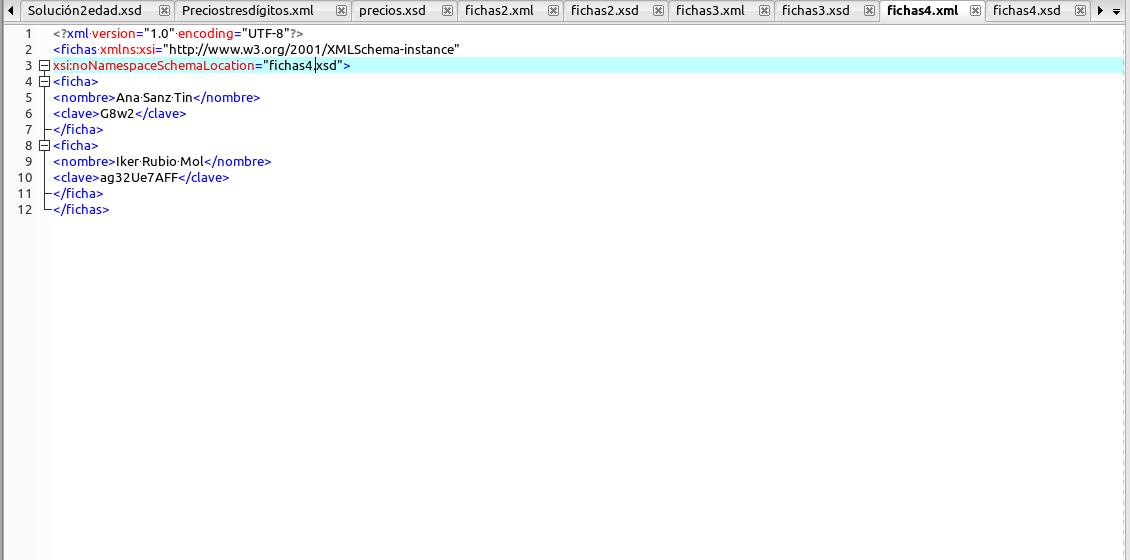 Solución2edad.xsd Preciostresdígitos.xml precios.xsd fichas2.xml fichas2.xsd fichas3.xml fichas3.xsd fichas4.xml fichas4.xsd
1 <?xml version="1.0" encoding="UTF-8"?>
2 <fichas xmlns:xsi="http://www.w3.org/2001/XMLSchema-instance"
3 xsi:noNamespaceSchemaLocation="fichas4.xsd">
4 <ficha>
5 <nombre>Ana Sanz Tin</nombre>
6 <clave>G8w2</clave>
7 </ficha>
8 <ficha>
9 <nombre>Iker Rubio Mol</nombre>
10 <clave>ag32Ue7AFF</clave>
11 </ficha>
12 </fichas>